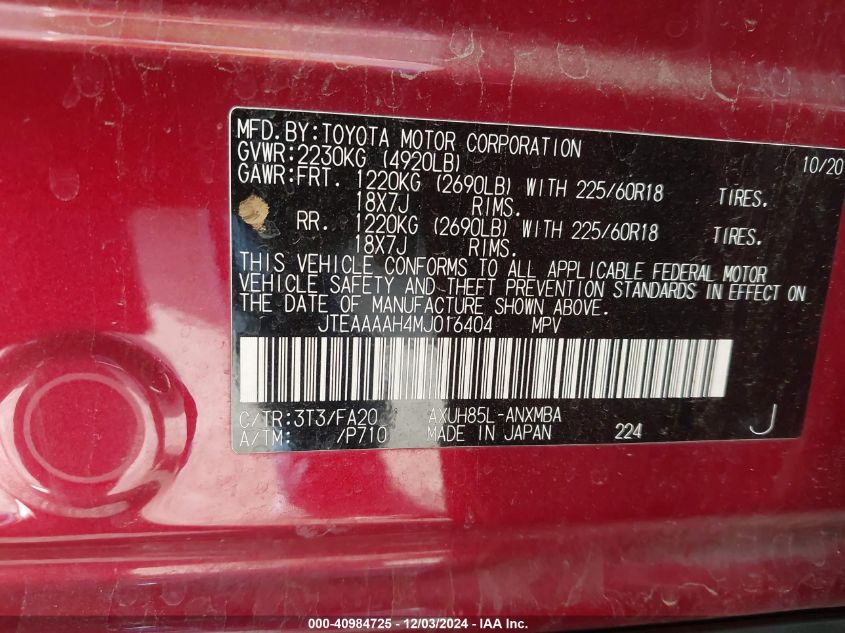 MFD.BY:TOYOTA MOTOR CORPORATION 10/20
GVWR:2230KG (4920LB)
GAWR:FRT. 1220KG (2690LB) WITH 225/60R18 TIRES.
18X7J RIMS.
RR. 1220KG (2690LB) WITH 225/60R18 TIRES.
18X7J RIMS.
THIS VEHICLE CONFORMS TO ALL APPLICABLE FEDERAL MOTOR
VEHICLE SAFETY AND THEFT PREVENTION STANDARDS IN EFFECT ON
THE DATE OF MANUFACTURE SHOWN ABOVE.
JTEAAAAH4MJ016404 MPV
C/TR:3T3/FA20 AXUH85L-ANXMBA
A/TM: /P710 MADE IN JAPAN 224 J
000-40984725 - 12/03/2024 - IAA Inc.